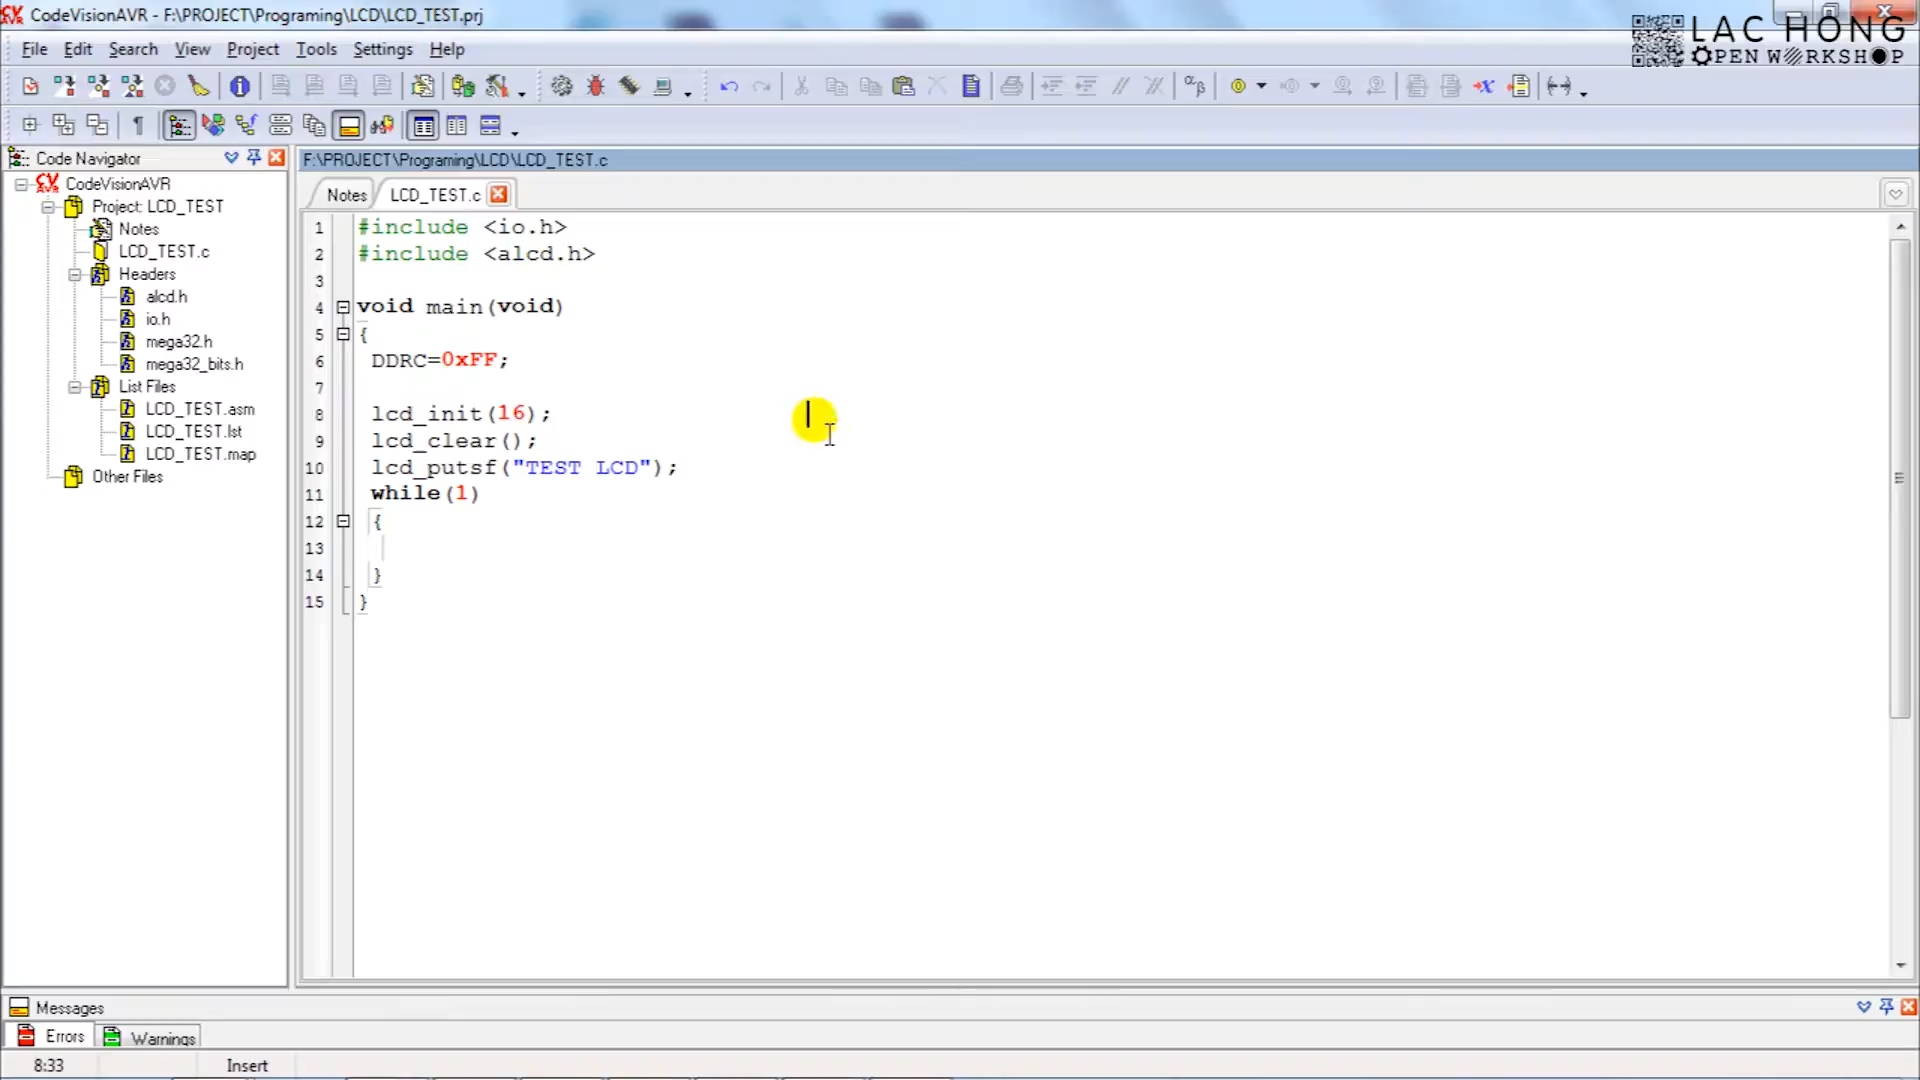 CodeVisionAVR - F:\PROJECT\Programing\LCD\LCD_TEST.prj
LAC HONG
OPEN WORKSHOP
File Edit Search View Project Tools Settings Help
Code Navigator
F:\PROJECT\Programing\LCD\LCD_TEST.c
CodeVisionAVR
Project: LCD_TEST
Notes
LCD_TEST.c
Headers
alcd.h
io.h
mega32.h
mega32_bits.h
List Files
LCD_TEST.asm
LCD_TEST.lst
LCD_TEST.map
Other Files
Notes LCD_TEST.c
1 #include <io.h>
2 #include <alcd.h>
3
4 void main(void)
5 {
6 DDRC=0xFF;
7
8 lcd_init(16);
9 lcd_clear();
10 lcd_putsf("TEST LCD");
11 while(1)
12 {
13
14 }
15 }
Messages
Errors Warnings
8:33 Insert